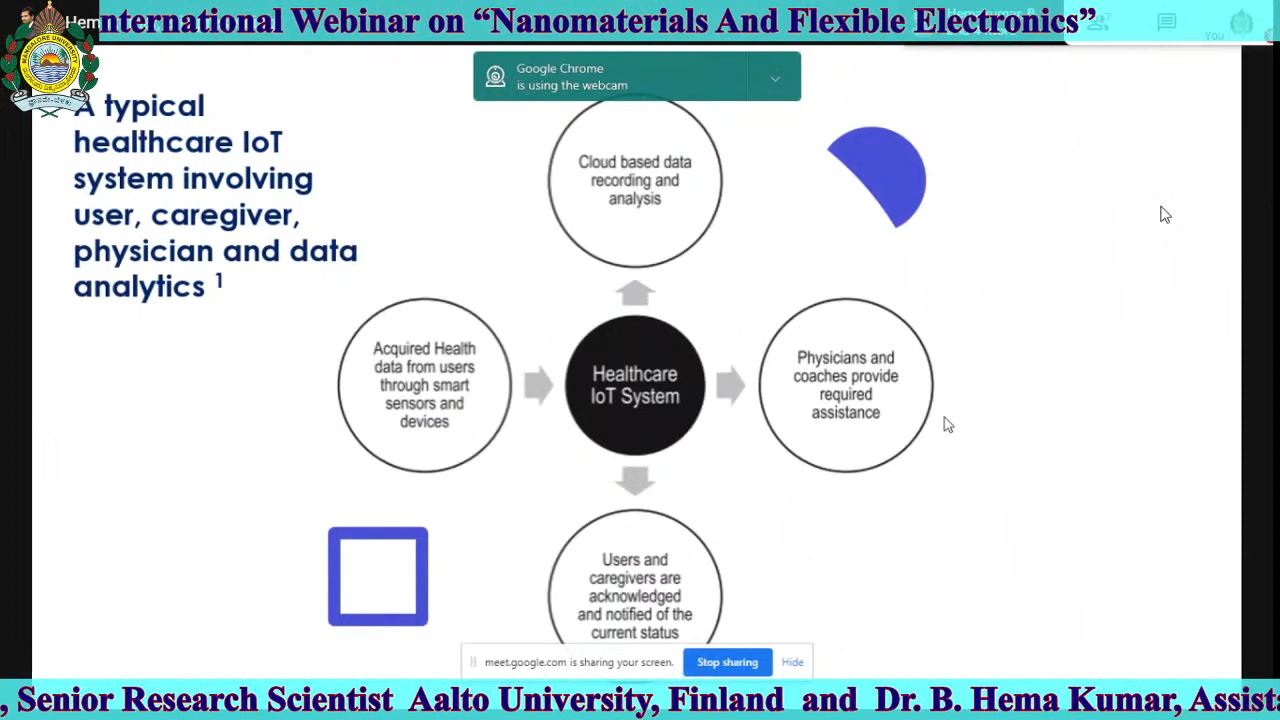 International Webinar on “Nanomaterials And Flexible Electronics”
Hem
You
Google Chrome
is using the webcam
A typical
healthcare IoT
system involving
user, caregiver,
physician and data
analytics 1
Cloud based data
recording and
analysis
Acquired Health
data from users
through smart
sensors and
devices
Healthcare
IoT System
Physicians and
coaches provide
required
assistance
Users and
caregivers are
acknowledged
and notified of the
current status
meet.google.com is sharing your screen.
Stop sharing
Hide
, Senior Research Scientist Aalto University, Finland and Dr. B. Hema Kumar, Assista